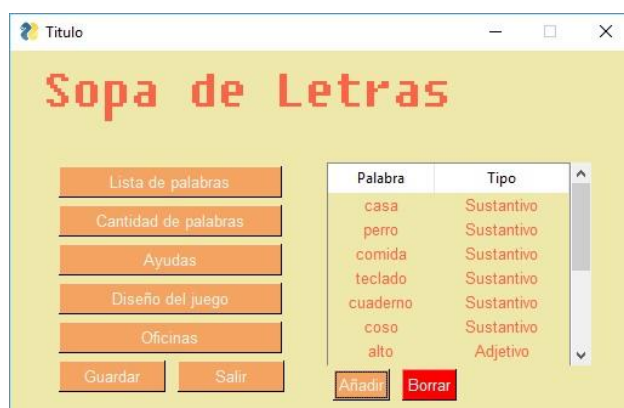 Titulo
Sopa de Letras
Lista de palabras
Cantidad de palabras
Ayudas
Diseño del juego
Oficinas
Guardar Salir
Palabra Tipo
casa Sustantivo
perro Sustantivo
comida Sustantivo
teclado Sustantivo
cuaderno Sustantivo
coso Sustantivo
alto Adjetivo
Añadir Borrar